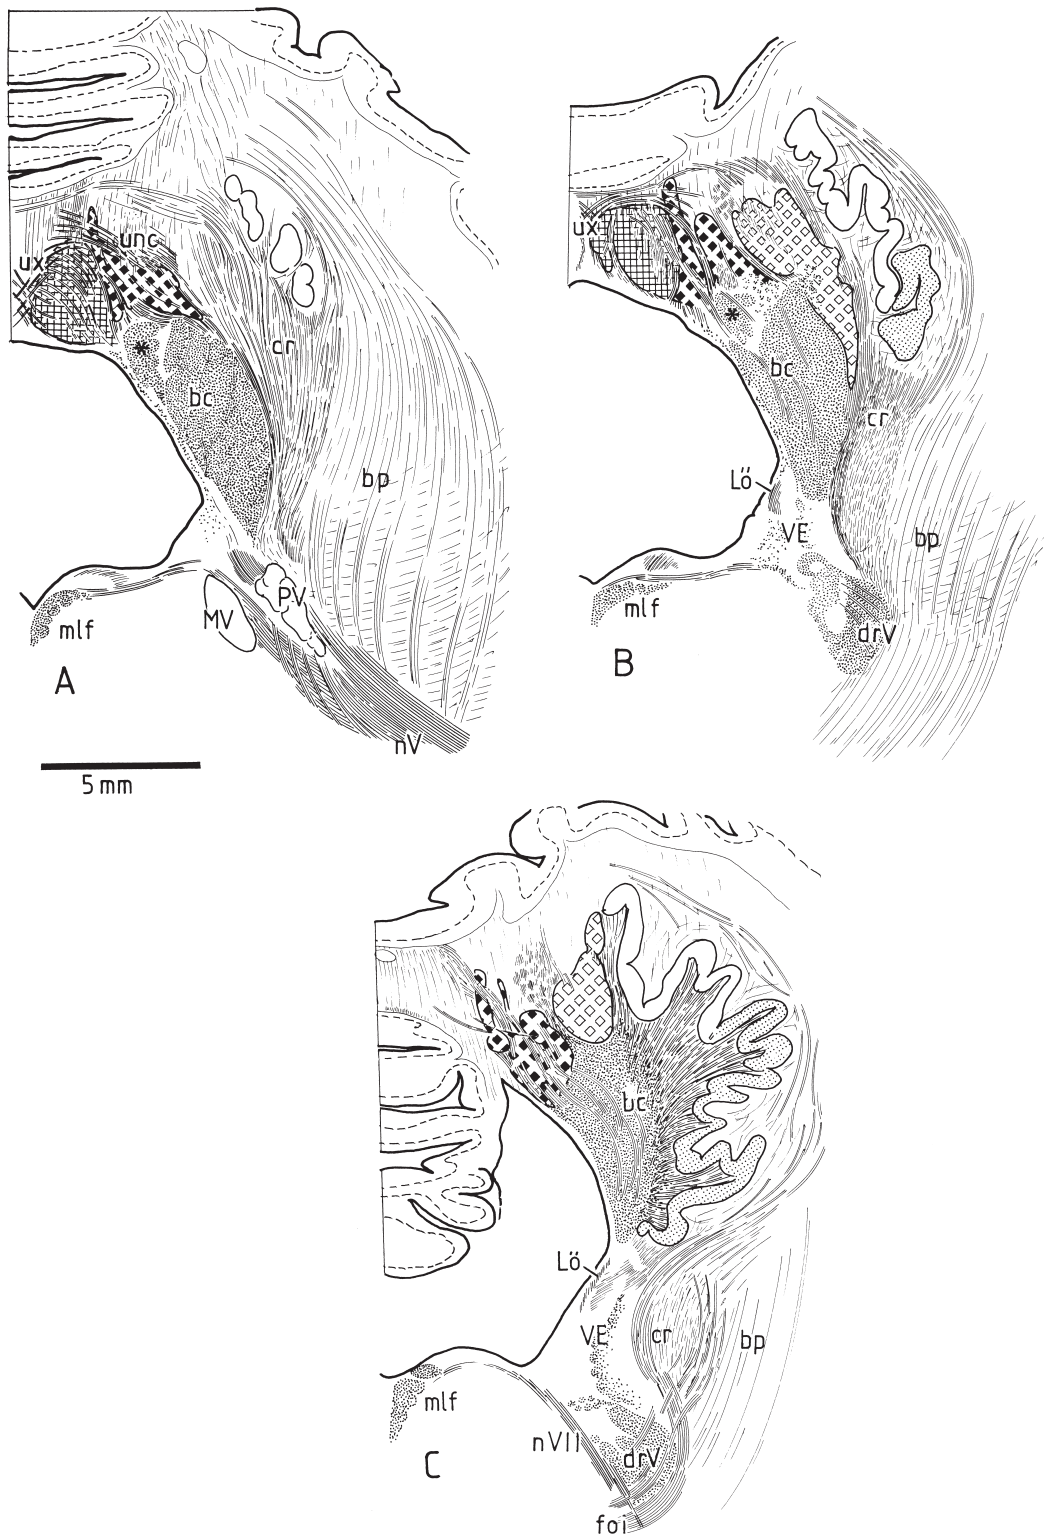 unc
ux
*
cr
bc
bp
PV
MV
mlf
A
nV
5 mm
ux
*
bc
cr
Lö
VE
bp
mlf
drV
B
bc
Lö
VE
cr
bp
mlf
nVII
drV
C
foi